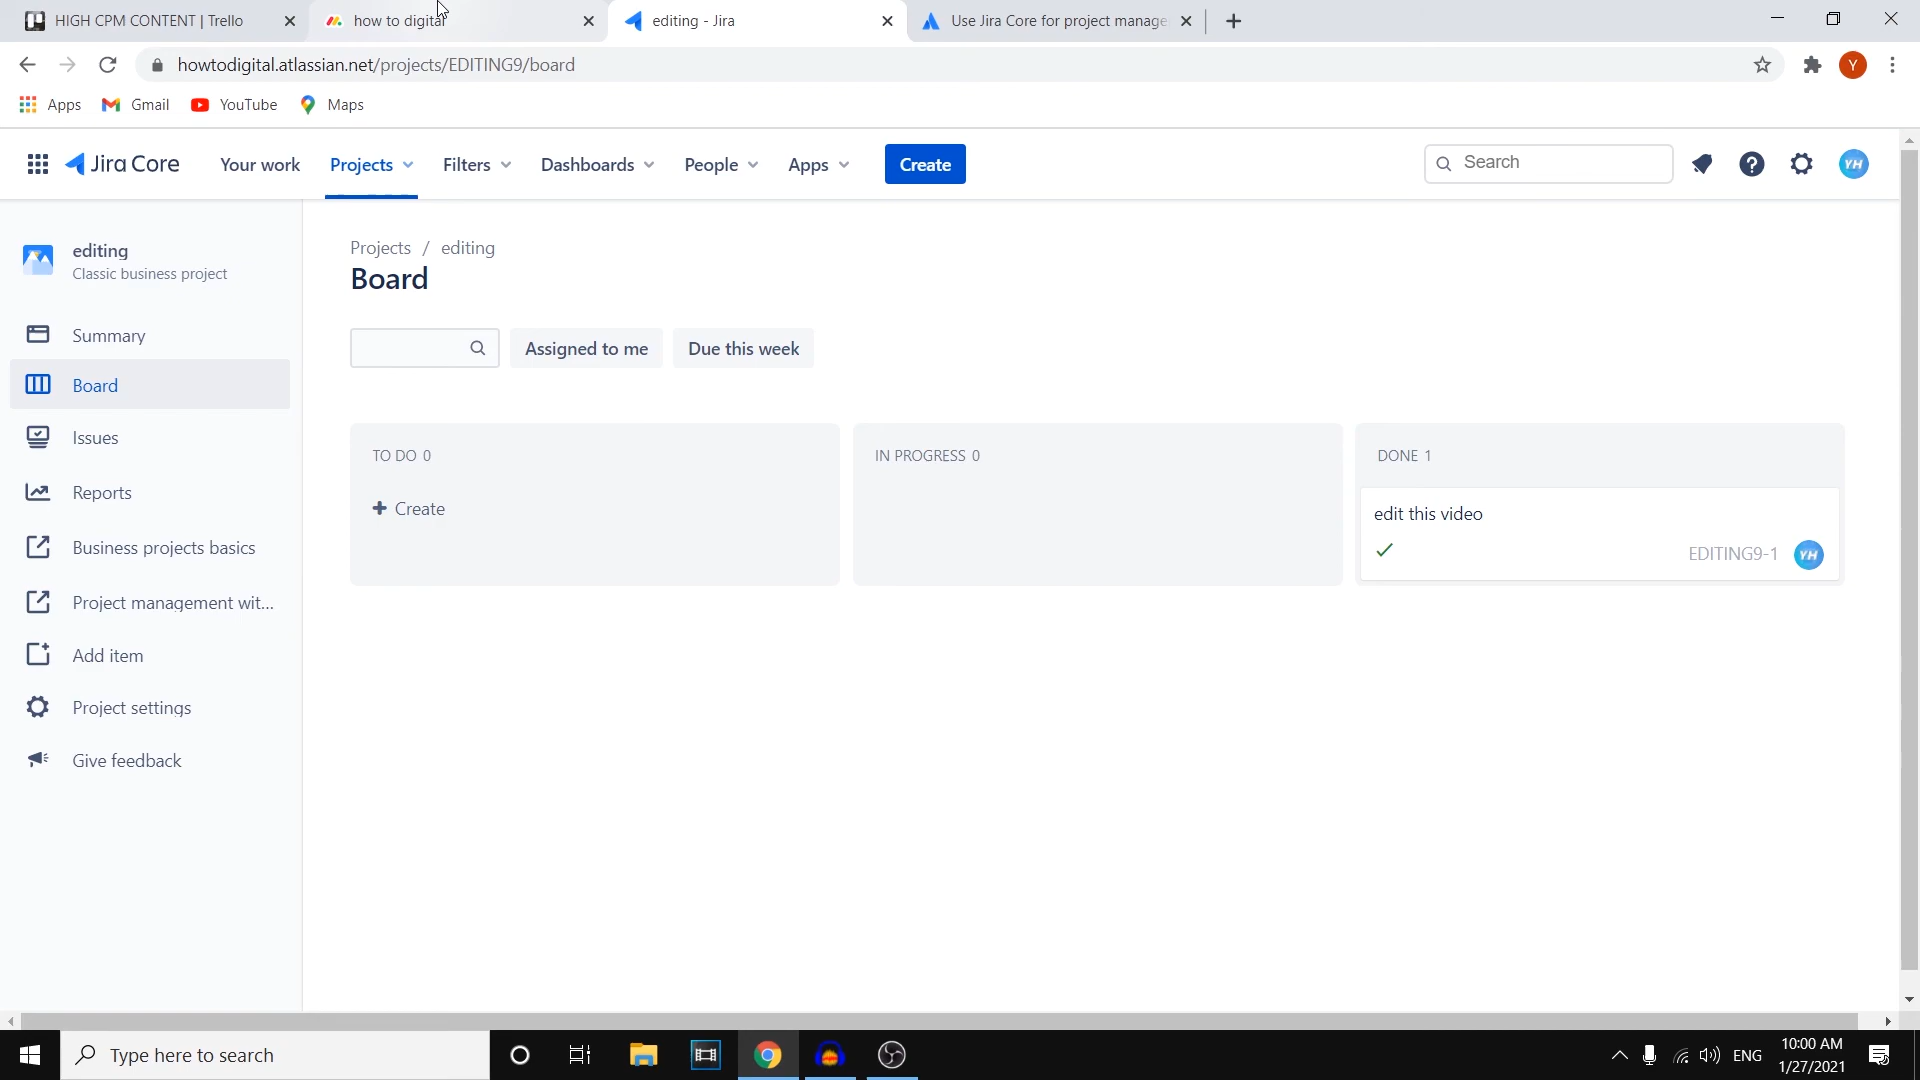 HIGH CPM CONTENT | Trello
how to digital
editing - Jira
Use Jira Core for project manage
howtodigital.atlassian.net/projects/EDITING9/board
Y
Apps
Gmail
YouTube
Maps
Jira Core
Your work
Projects
Filters
Dashboards
People
Apps
Create
Search
YH
editing
Classic business project
Summary
Board
Issues
Reports
Business projects basics
Project management wit...
Add item
Project settings
Give feedback
Projects / editing
Board
Assigned to me
Due this week
TO DO 0
+ Create
IN PROGRESS 0
DONE 1
edit this video
EDITING9-1
YH
Type here to search
ENG
10:00 AM
1/27/2021